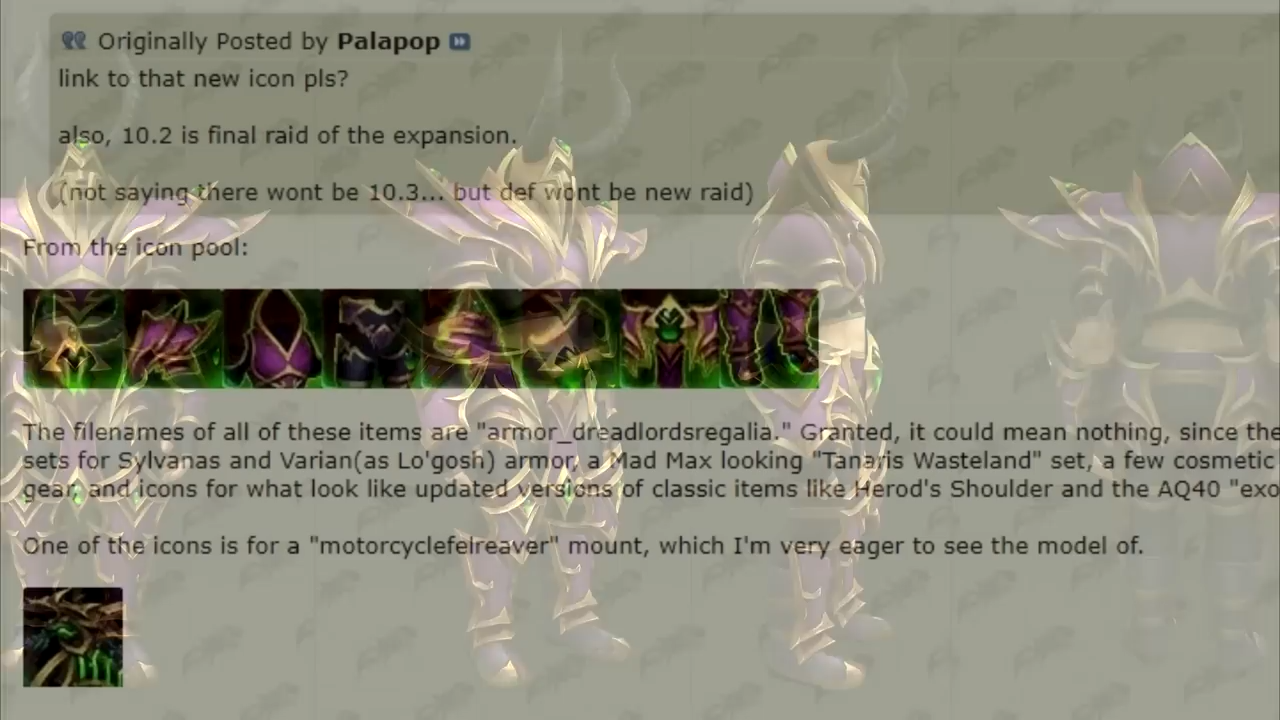 Originally Posted by Palapop
link to that new icon pls?
also, 10.2 is final raid of the expansion.
(not saying there wont be 10.3... but def wont be new raid)
From the icon pool:
The filenames of all of these items are "armor_dreadlordsregalia." Granted, it could mean nothing, since the
sets for Sylvanas and Varian(as Lo'gosh) armor, a Mad Max looking "Tanaris Wasteland" set, a few cosmetic
gear, and icons for what look like updated versions of classic items like Herod's Shoulder and the AQ40 "exo
One of the icons is for a "motorcyclefelreaver" mount, which I'm very eager to see the model of.